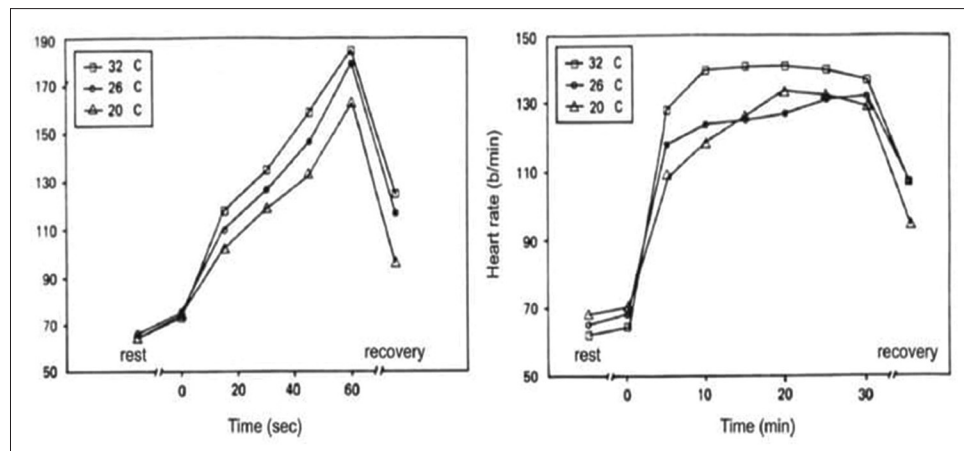 190
170
150
130
110
90
70
50
32 C
26 C
20 C
rest
recovery
0
20
40
60
Time (sec)
Heart rate (b/min)
150
130
110
90
70
50
32 C
26 C
20 C
rest
recovery
0
10
20
30
Time (min)